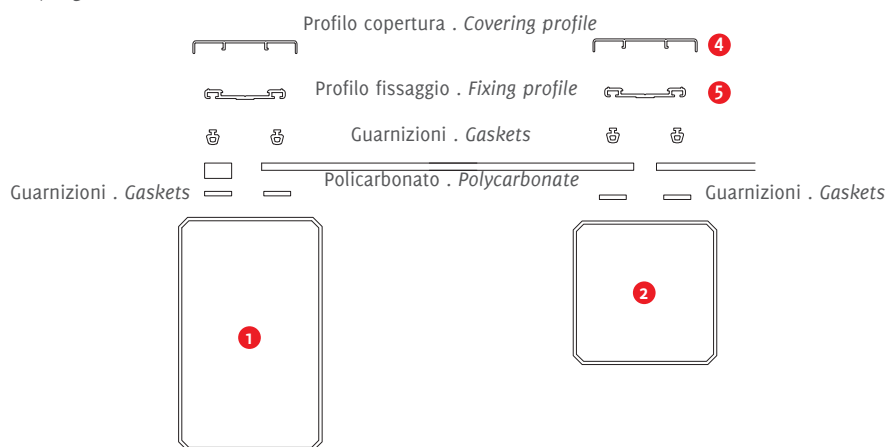 Profilo copertura . Covering profile
4
Profilo fissaggio . Fixing profile
5
Guarnizioni . Gaskets
Policarbonato . Polycarbonate
Guarnizioni . Gaskets
Guarnizioni . Gaskets
1
2